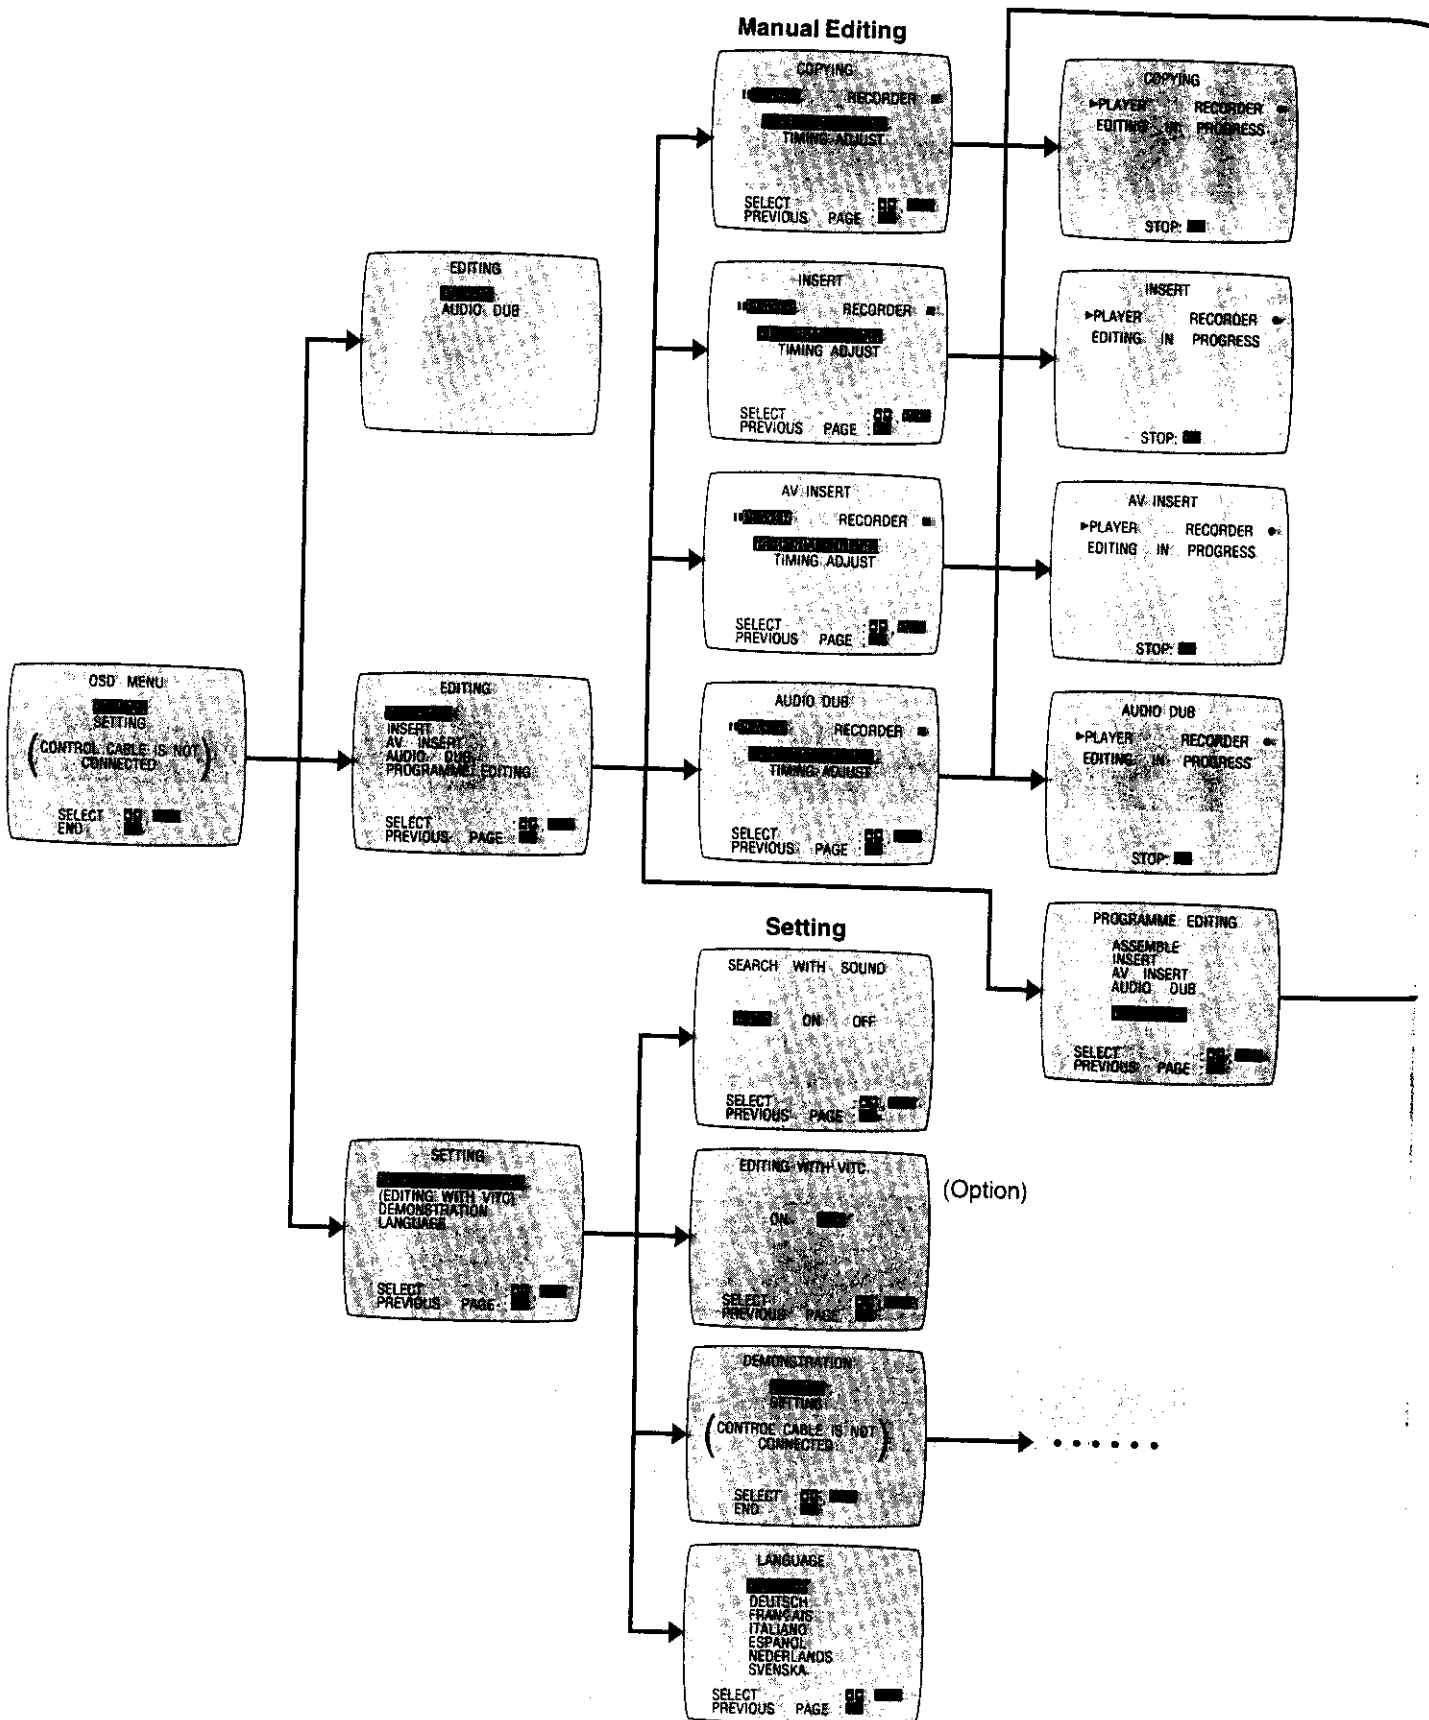 Manual Editing
COPYING
RECORDER
TIMING ADJUST
SELECT
PREVIOUS PAGE
COPYING
▶PLAYER RECORDER
EDITING IN PROGRESS
STOP:
EDITING
AUDIO DUB
INSERT
RECORDER
TIMING ADJUST
SELECT
PREVIOUS PAGE
INSERT
▶PLAYER RECORDER ●
EDITING IN PROGRESS
STOP:
AV INSERT
RECORDER
TIMING ADJUST
SELECT
PREVIOUS PAGE
AV INSERT
▶PLAYER RECORDER ●
EDITING IN PROGRESS
STOP:
OSD MENU
SETTING
(CONTROL CABLE IS NOT
CONNECTED)
SELECT
END
EDITING
INSERT
AV INSERT
AUDIO DUB
PROGRAMME EDITING
SELECT
PREVIOUS PAGE :
AUDIO DUB
RECORDER
TIMING ADJUST
SELECT
PREVIOUS PAGE :
AUDIO DUB
▶PLAYER RECORDER ●
EDITING IN PROGRESS
STOP:
PROGRAMME EDITING
ASSEMBLE
INSERT
AV INSERT
AUDIO DUB
SELECT
PREVIOUS PAGE :
Setting
SEARCH WITH SOUND
ON OFF
SELECT
PREVIOUS PAGE :
SETTING
(EDITING WITH VITC)
DEMONSTRATION
LANGUAGE
SELECT
PREVIOUS PAGE :
EDITING WITH VITC
ON
SELECT
PREVIOUS PAGE :
(Option)
DEMONSTRATION
SETTING
(CONTROL CABLE IS NOT
CONNECTED)
SELECT
END
LANGUAGE
DEUTSCH
FRANÇAIS
ITALIANO
ESPAÑOL
NEDERLANDS
SVENSKA
SELECT
PREVIOUS PAGE :